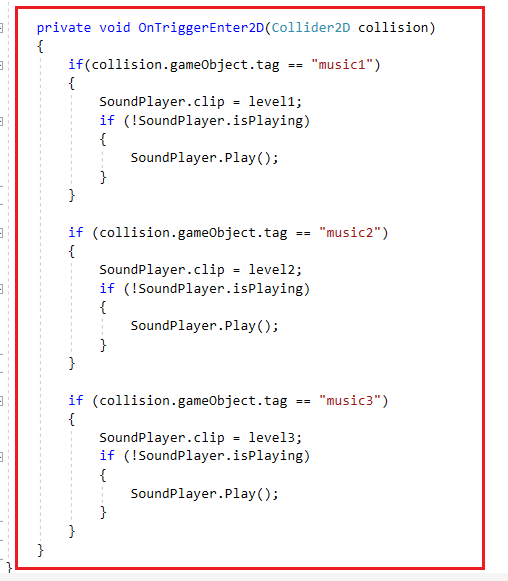 private void OnTriggerEnter2D(Collider2D collision)
{
if(collision.gameObject.tag == "music1")
{
SoundPlayer.clip = level1;
if (!SoundPlayer.isPlaying)
{
SoundPlayer.Play();
}
}
if (collision.gameObject.tag == "music2")
{
SoundPlayer.clip = level2;
if (!SoundPlayer.isPlaying)
{
SoundPlayer.Play();
}
}
if (collision.gameObject.tag == "music3")
{
SoundPlayer.clip = level3;
if (!SoundPlayer.isPlaying)
{
SoundPlayer.Play();
}
}
}
}